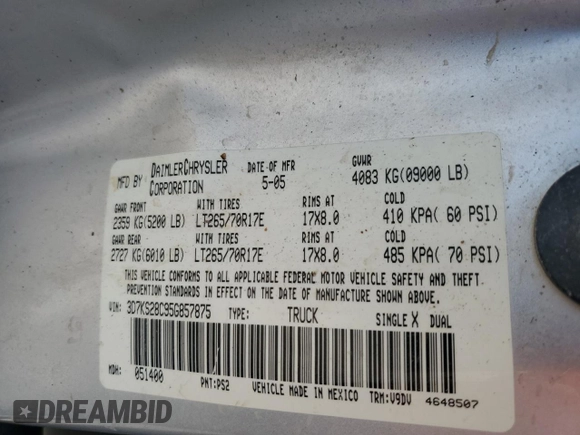 MFD BY DAIMLERCHRYSLER CORPORATION DATE OF MFR 5-05 GVWR 4083 KG(09000 LB)
GAWR FRONT WITH TIRES RIMS AT COLD
2359 KG(5200 LB) LT265/70R17E 17X8.0 410 KPA( 60 PSI)
GAWR REAR WITH TIRES RIMS AT COLD
2727 KG(6010 LB) LT265/70R17E 17X8.0 485 KPA( 70 PSI)
THIS VEHICLE CONFORMS TO ALL APPLICABLE FEDERAL MOTOR VEHICLE SAFETY AND THEFT
PREVENTION STANDARDS IN EFFECT ON THE DATE OF MANUFACTURE SHOWN ABOVE.
VIN: 3D7KS28C95G857875 TYPE: TRUCK SINGLE X DUAL
MDH: 051400 PNT:PS2 VEHICLE MADE IN MEXICO TRM:V9DV 4648507
DREAMBID